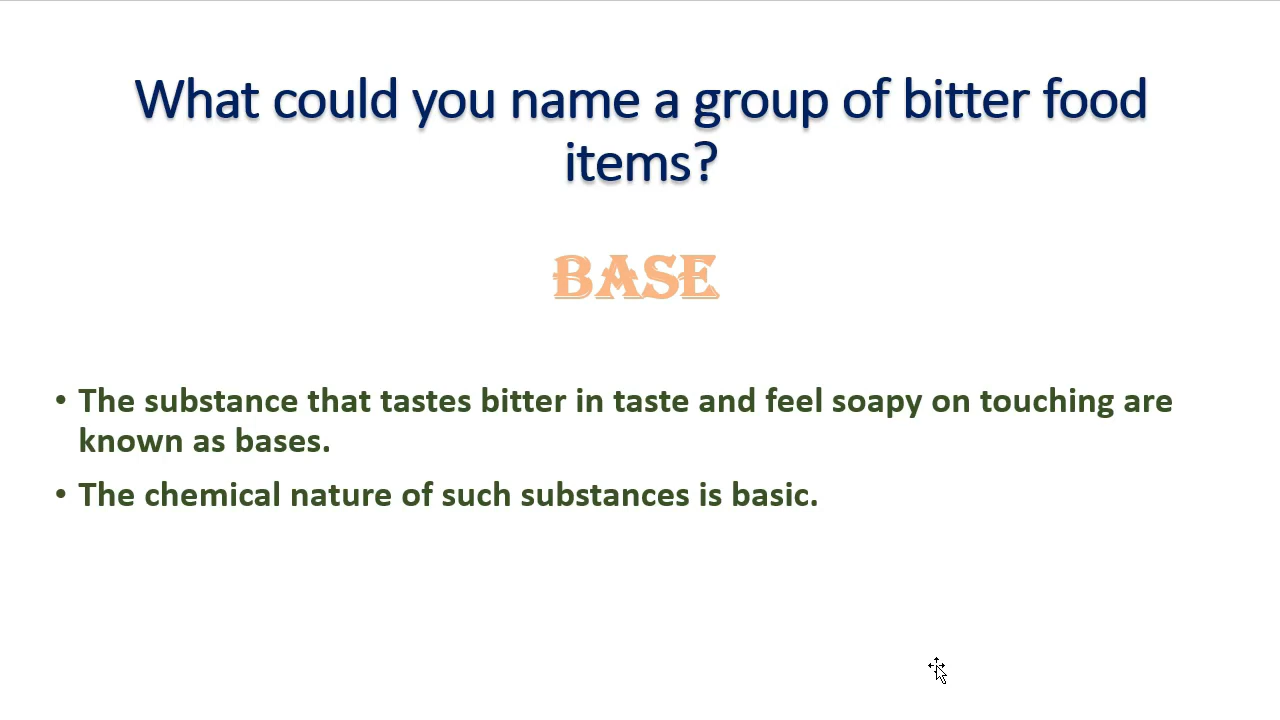 What could you name a group of bitter food
items?
BASE
• The substance that tastes bitter in taste and feel soapy on touching are
known as bases.
• The chemical nature of such substances is basic.